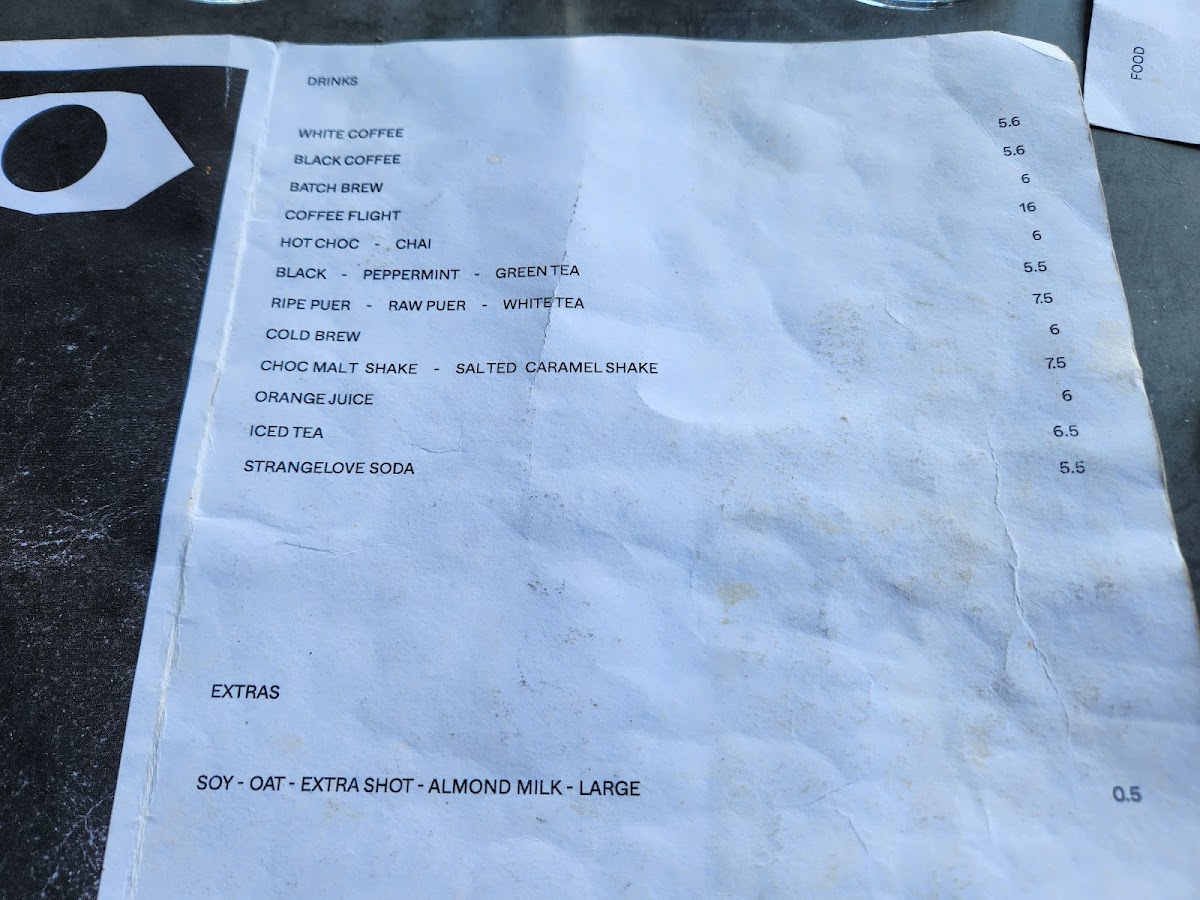 DRINKS
WHITE COFFEE 5.6
BLACK COFFEE 5.6
BATCH BREW 6
COFFEE FLIGHT 16
HOT CHOC - CHAI 6
BLACK - PEPPERMINT - GREEN TEA 5.5
RIPE PUER - RAW PUER - WHITE TEA 7.5
COLD BREW 6
CHOC MALT SHAKE - SALTED CARAMEL SHAKE 7.5
ORANGE JUICE 6
ICED TEA 6.5
STRANGELOVE SODA 5.5
EXTRAS
SOY - OAT - EXTRA SHOT - ALMOND MILK - LARGE 0.5
FOOD